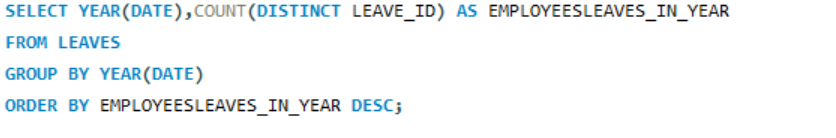 SELECT YEAR(DATE),COUNT(DISTINCT LEAVE_ID) AS EMPLOYEESLEAVES_IN_YEAR
FROM LEAVES
GROUP BY YEAR(DATE)
ORDER BY EMPLOYEESLEAVES_IN_YEAR DESC;